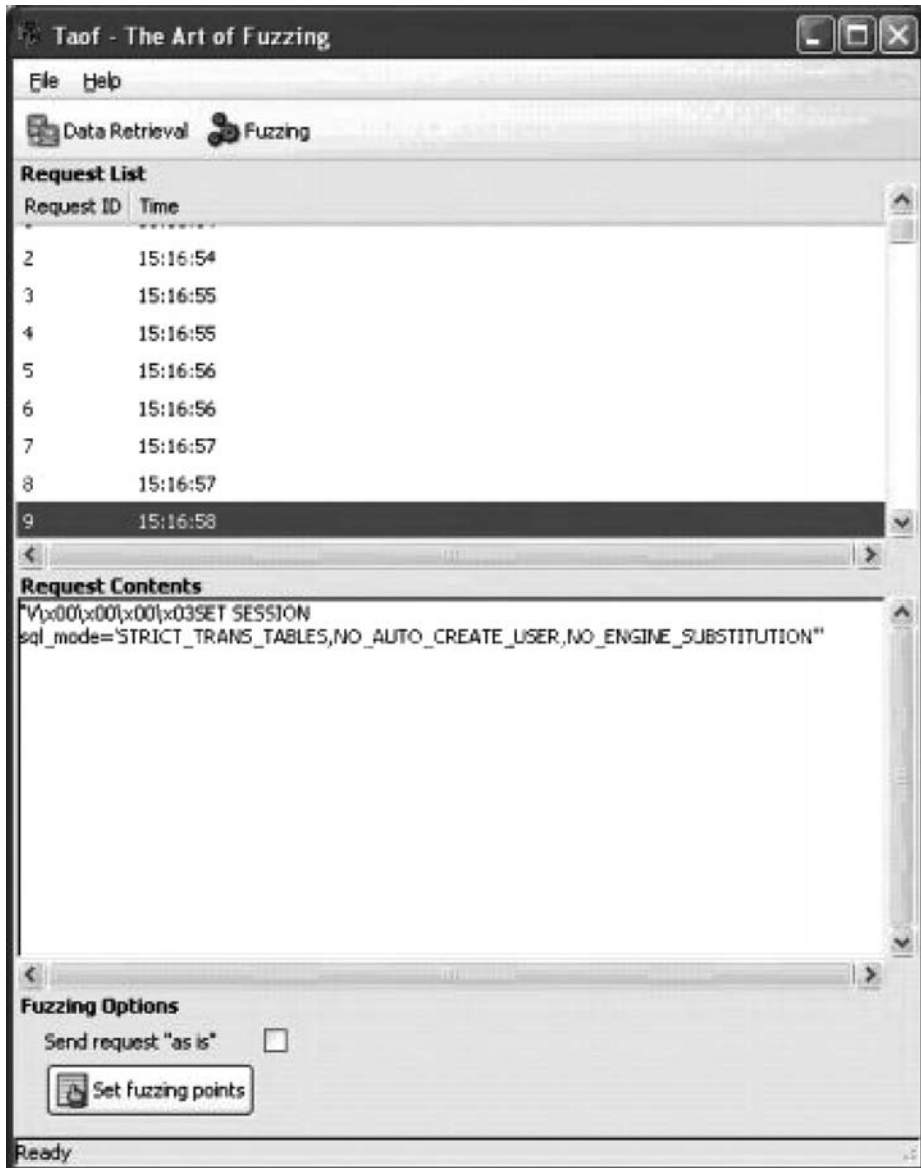 Taof - The Art of Fuzzing
File Help
Data Retrieval Fuzzing
Request List
Request ID Time
2 15:16:54
3 15:16:55
4 15:16:55
5 15:16:56
6 15:16:56
7 15:16:57
8 15:16:57
9 15:16:58
Request Contents
"V\x00\x00\x00\x03SET SESSION
sql_mode='STRICT_TRANS_TABLES,NO_AUTO_CREATE_USER,NO_ENGINE_SUBSTITUTION'"
Fuzzing Options
Send request "as is"
Set fuzzing points
Ready